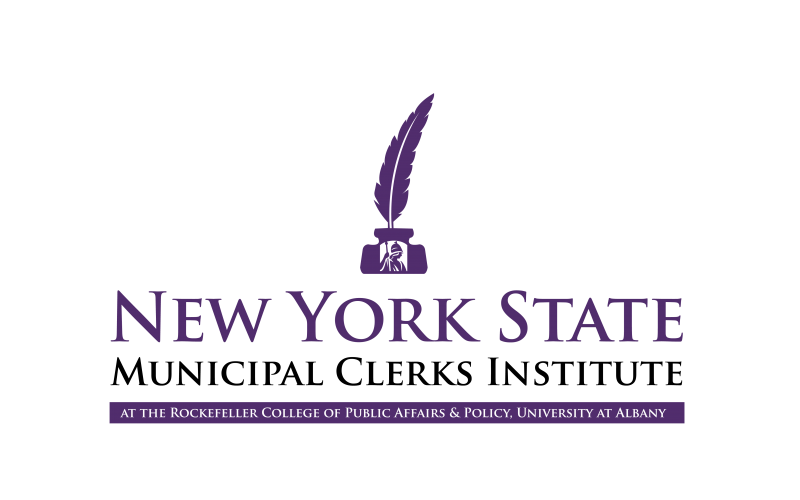 New York State
Municipal Clerks Institute
at the Rockefeller College of Public Affairs & Policy, University at Albany